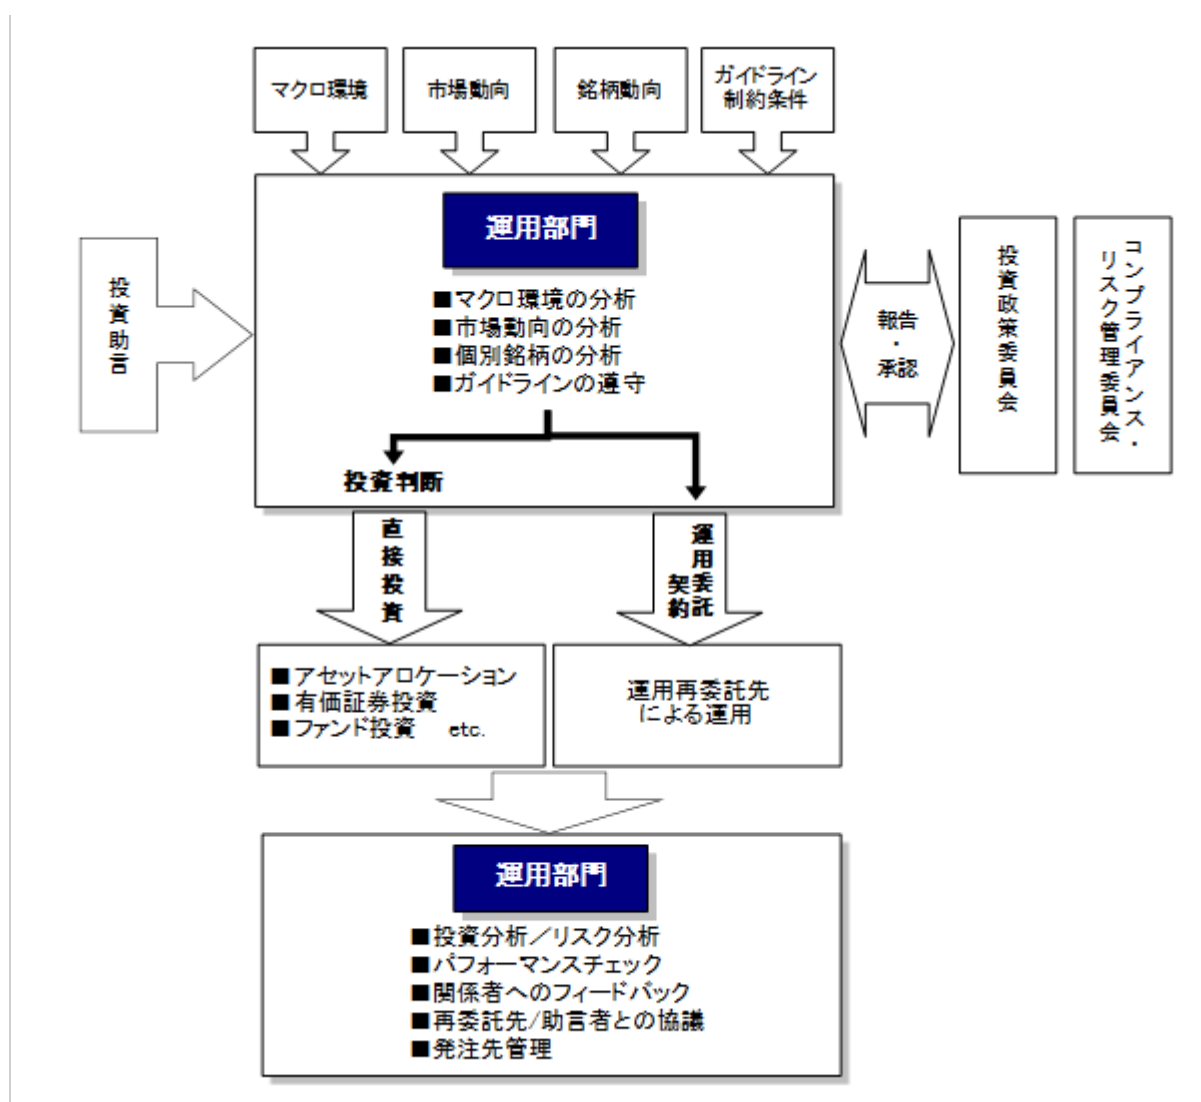 マクロ環境
市場動向
銘柄動向
ガイドライン
制約条件
運用部門
■マクロ環境の分析
■市場動向の分析
■個別銘柄の分析
■ガイドラインの遵守
投資助言
報告
・
承認
投資政策委員会
コンプライアンス・
リスク管理委員会
投資判断
直接投資
運用委託
契約
■アセットアロケーション
■有価証券投資
■ファンド投資 etc.
運用再委託先
による運用
運用部門
■投資分析／リスク分析
■パフォーマンスチェック
■関係者へのフィードバック
■再委託先/助言者との協議
■発注先管理